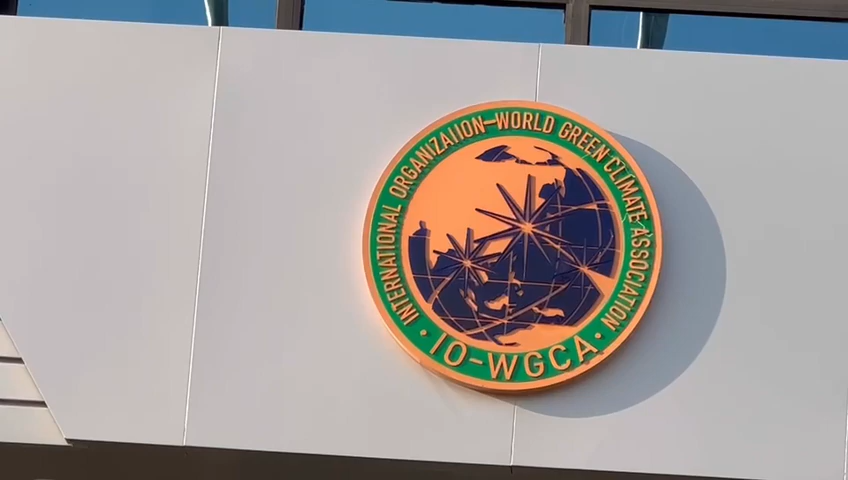 INTERNATIONAL ORGANIZAIION-WORLD GREEN CLIMATE ASSOCIATION
· IO-WGCA ·